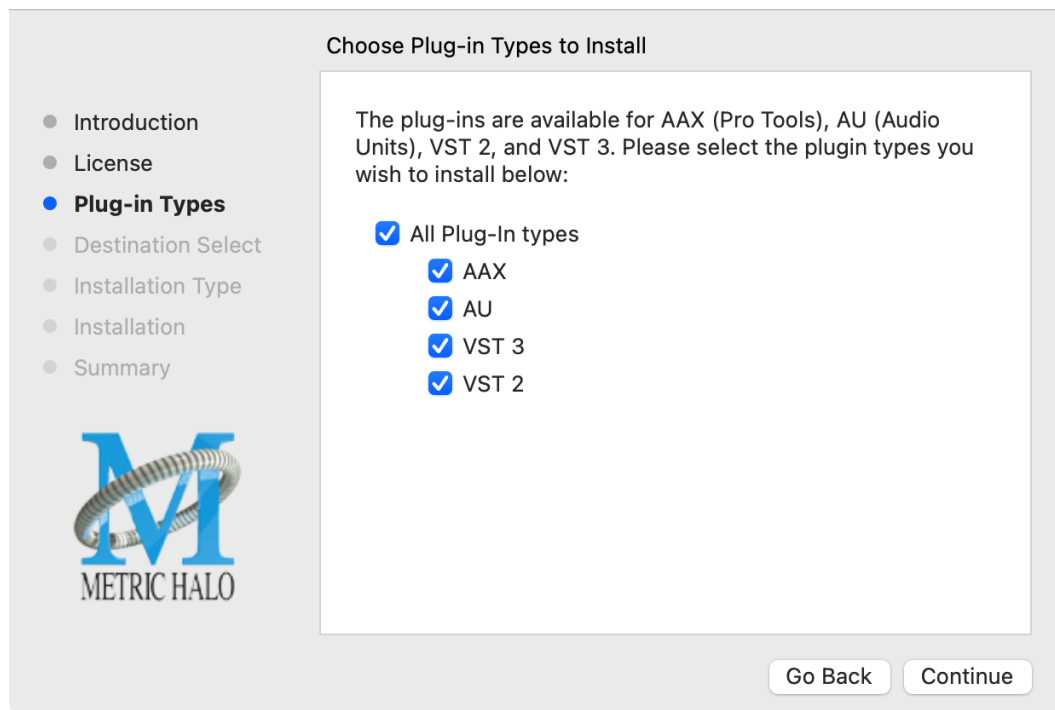 Choose Plug-in Types to Install
Introduction
License
Plug-in Types
Destination Select
Installation Type
Installation
Summary
METRIC HALO
The plug-ins are available for AAX (Pro Tools), AU (Audio
Units), VST 2, and VST 3. Please select the plugin types you
wish to install below:
All Plug-In types
AAX
AU
VST 3
VST 2
Go Back
Continue